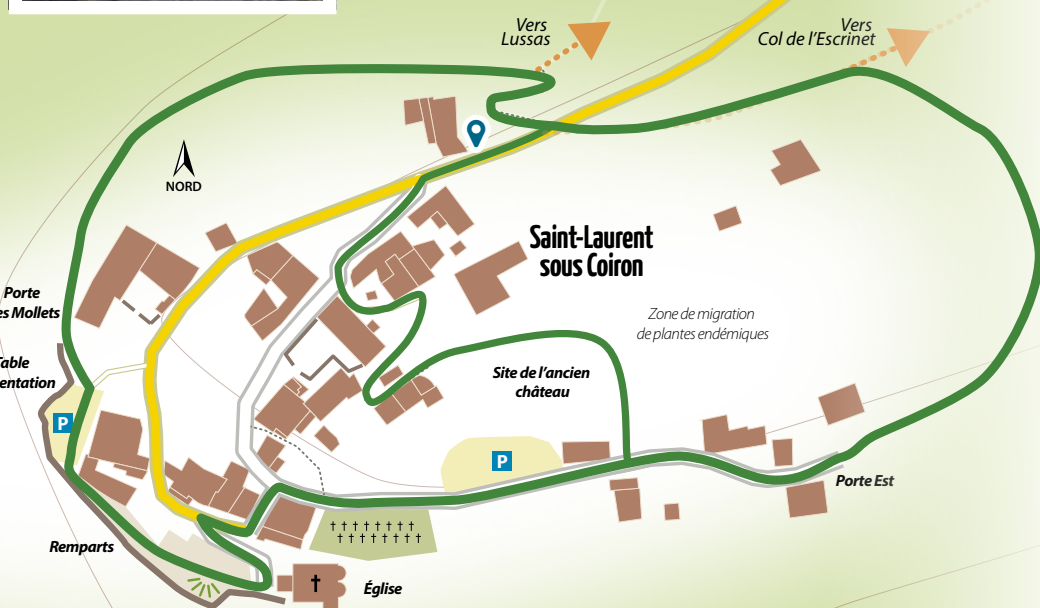 Vers
Lussas
Vers
Col de l'Escrinet
NORD
Saint-Laurent
sous Coiron
Porte
es Mollets
Zone de migration
de plantes endémiques
Table
entation
Site de l'ancien
château
P
P
Porte Est
Remparts
Église